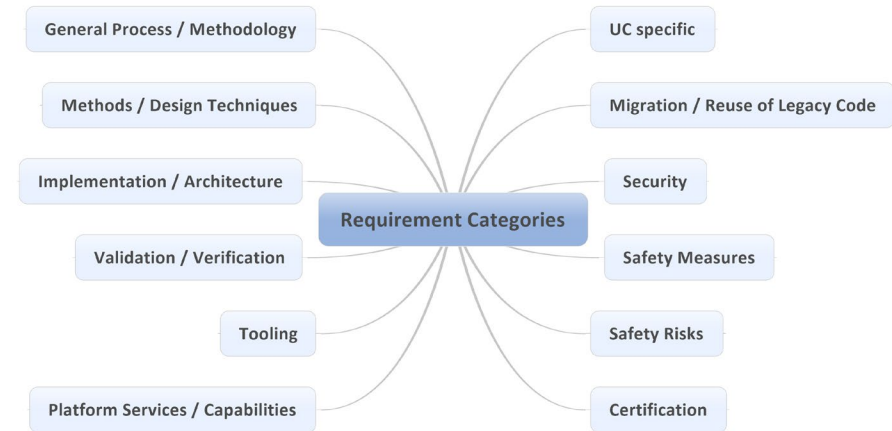 General Process / Methodology
Methods / Design Techniques
Implementation / Architecture
Validation / Verification
Tooling
Platform Services / Capabilities
Requirement Categories
UC specific
Migration / Reuse of Legacy Code
Security
Safety Measures
Safety Risks
Certification